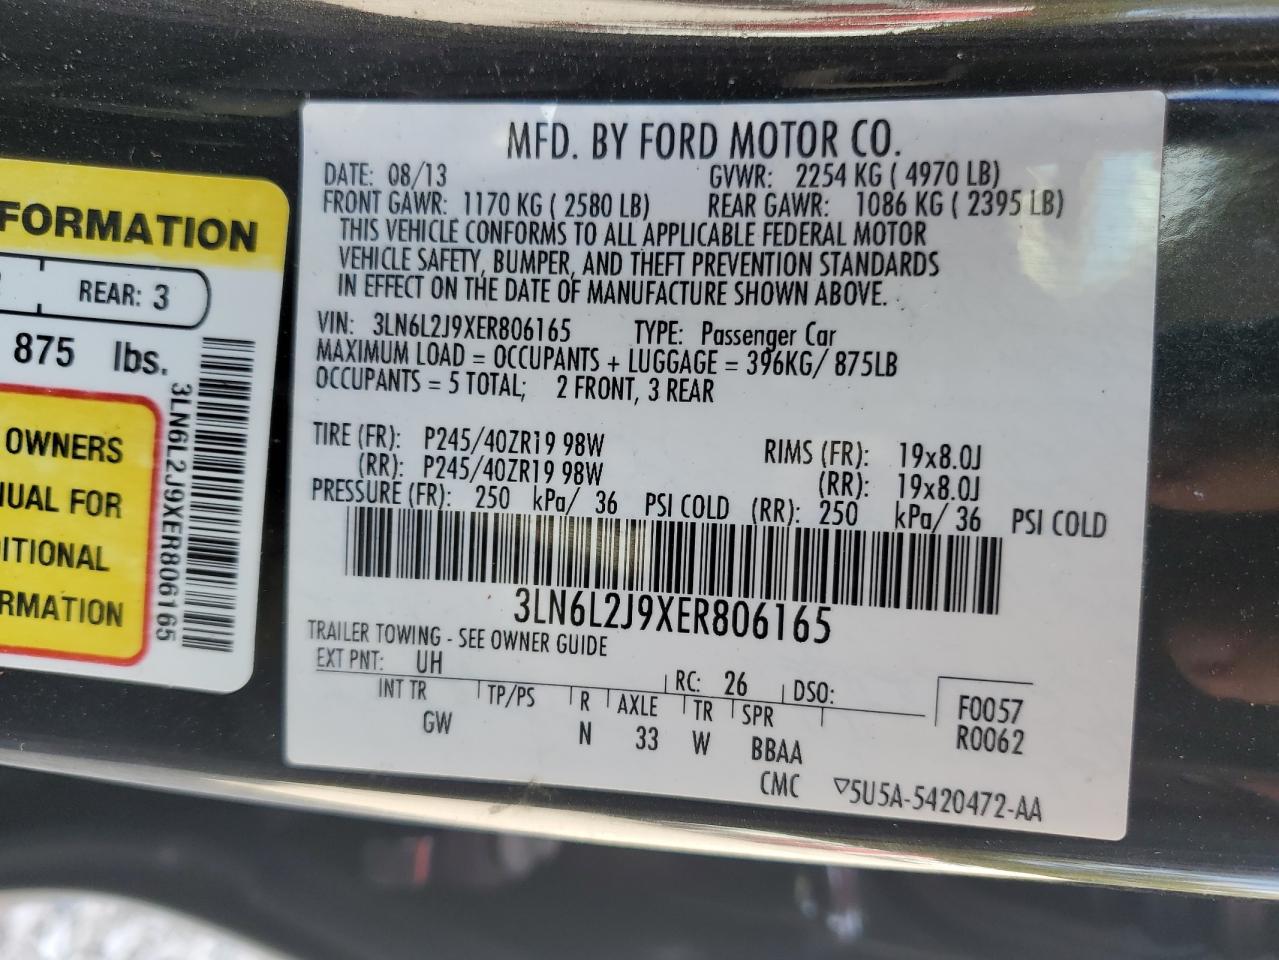 FORMATION
REAR: 3
875 lbs.
OWNERS
UAL FOR
ITIONAL
RMATION
3LN6L2J9XER806165
MFD. BY FORD MOTOR CO.
DATE: 08/13 GVWR: 2254 KG ( 4970 LB)
FRONT GAWR: 1170 KG ( 2580 LB) REAR GAWR: 1086 KG ( 2395 LB)
THIS VEHICLE CONFORMS TO ALL APPLICABLE FEDERAL MOTOR
VEHICLE SAFETY, BUMPER, AND THEFT PREVENTION STANDARDS
IN EFFECT ON THE DATE OF MANUFACTURE SHOWN ABOVE.
VIN: 3LN6L2J9XER806165 TYPE: Passenger Car
MAXIMUM LOAD = OCCUPANTS + LUGGAGE = 396KG/ 875LB
OCCUPANTS = 5 TOTAL; 2 FRONT, 3 REAR
TIRE (FR): P245/40ZR19 98W RIMS (FR): 19x8.0J
(RR): P245/40ZR19 98W (RR): 19x8.0J
PRESSURE (FR): 250 kPa/ 36 PSI COLD (RR): 250 kPa/ 36 PSI COLD
3LN6L2J9XER806165
TRAILER TOWING - SEE OWNER GUIDE
EXT PNT: UH RC: 26 DSO:
INT TR TP/PS R AXLE TR SPR F0057
GW N 33 W BBAA R0062
CMC ▽5U5A-5420472-AA